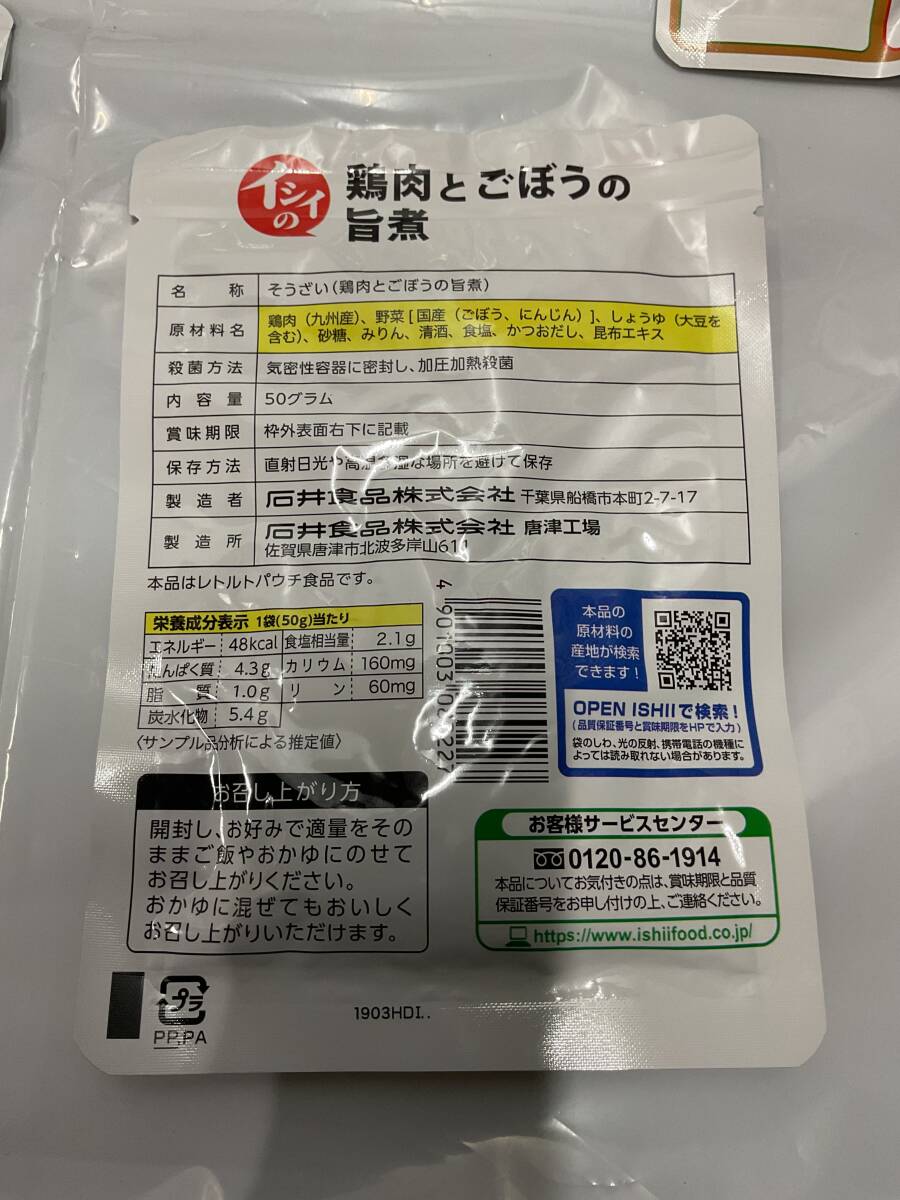 イシイの
鶏肉とごぼうの
旨煮
名称 そうざい(鶏肉とごぼうの旨煮)
原材料名 鶏肉(九州産)、野菜[国産(ごぼう、にんじん)]、しょうゆ(大豆を
含む)、砂糖、みりん、清酒、食塩、かつおだし、昆布エキス
殺菌方法 気密性容器に密封し、加圧加熱殺菌
内容量 50グラム
賞味期限 枠外表面右下に記載
保存方法 直射日光や高温多湿な場所を避けて保存
製造者 石井食品株式会社 千葉県船橋市本町2-7-17
製造所 石井食品株式会社 唐津工場
佐賀県唐津市北波多岸山611
本品はレトルトパウチ食品です。
栄養成分表示 1袋(50g)当たり
エネルギー 48kcal 食塩相当量 2.1g
たんぱく質 4.3g カリウム 160mg
脂質 1.0g リン 60mg
炭水化物 5.4g
〈サンプル品分析による推定値〉
お召し上がり方
開封し、お好みで適量をその
ままご飯やおかゆにのせて
お召し上がりください。
おかゆに混ぜてもおいしく
お召し上がりいただけます。
本品の
原材料の
産地が検索
できます!
OPEN ISHIIで検索!
(品質保証番号と賞味期限をHPで入力)
袋のしわ、光の反射、携帯電話の機種に
よっては読み取れない場合があります。
お客様サービスセンター
0120-86-1914
本品についてお気付きの点は、賞味期限と品質
保証番号をお申し付けの上、ご連絡ください。
https://www.ishiifood.co.jp/
プラ
PP,PA
1903HDI..